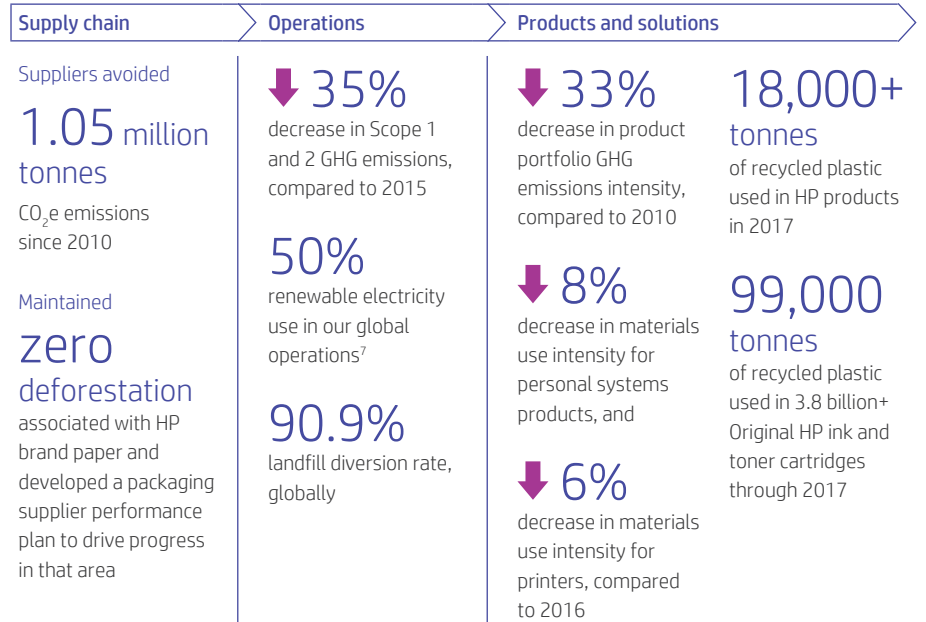 Supply chain
Operations
Products and solutions
Suppliers avoided
1.05 million
tonnes
CO₂e emissions
since 2010
Maintained
zero
deforestation
associated with HP
brand paper and
developed a packaging
supplier performance
plan to drive progress
in that area
35%
decrease in Scope 1
and 2 GHG emissions,
compared to 2015
50%
renewable electricity
use in our global
operations⁷
90.9%
landfill diversion rate,
globally
33%
decrease in product
portfolio GHG
emissions intensity,
compared to 2010
8%
decrease in materials
use intensity for
personal systems
products, and
6%
decrease in materials
use intensity for
printers, compared
to 2016
18,000+
tonnes
of recycled plastic
used in HP products
in 2017
99,000
tonnes
of recycled plastic
used in 3.8 billion+
Original HP ink and
toner cartridges
through 2017